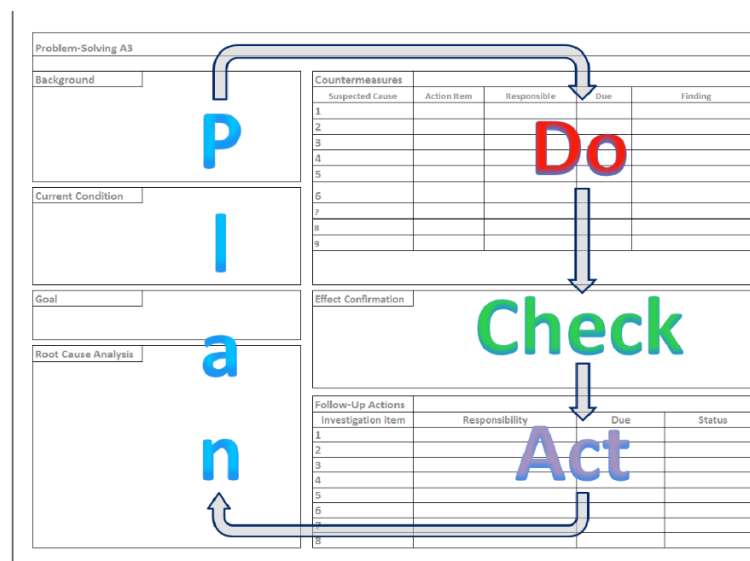 Problem-Solving A3
Background
Current Condition
Goal
Root Cause Analysis
Plan
Countermeasures
Suspected Cause Action Item Responsible Due Finding
1
2
3
4
5
6
7
8
9
Do
Effect Confirmation
Check
Follow-Up Actions
Investigation item Responsibility Due Status
1
2
3
4
5
6
7
8
Act